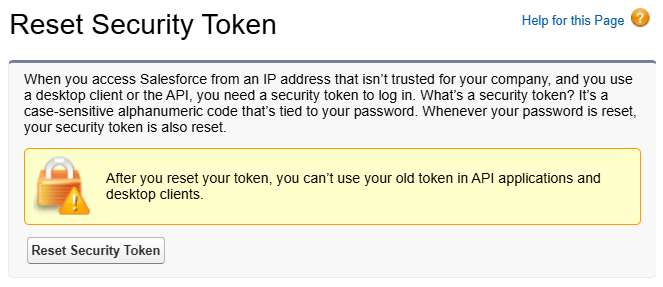 Reset Security Token
Help for this Page ?
When you access Salesforce from an IP address that isn’t trusted for your company, and you use
a desktop client or the API, you need a security token to log in. What’s a security token? It’s a
case-sensitive alphanumeric code that’s tied to your password. Whenever your password is reset,
your security token is also reset.
After you reset your token, you can’t use your old token in API applications and
desktop clients.
Reset Security Token